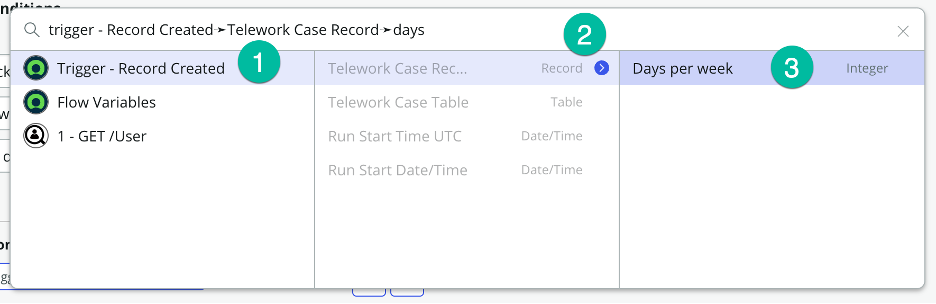 nditions
trigger - Record Created➛Telework Case Record➛days
Trigger - Record Created
1
Flow Variables
1 - GET /User
2
Telework Case Rec... Record
Telework Case Table Table
Run Start Time UTC Date/Time
Run Start Date/Time Date/Time
Days per week 3 Integer